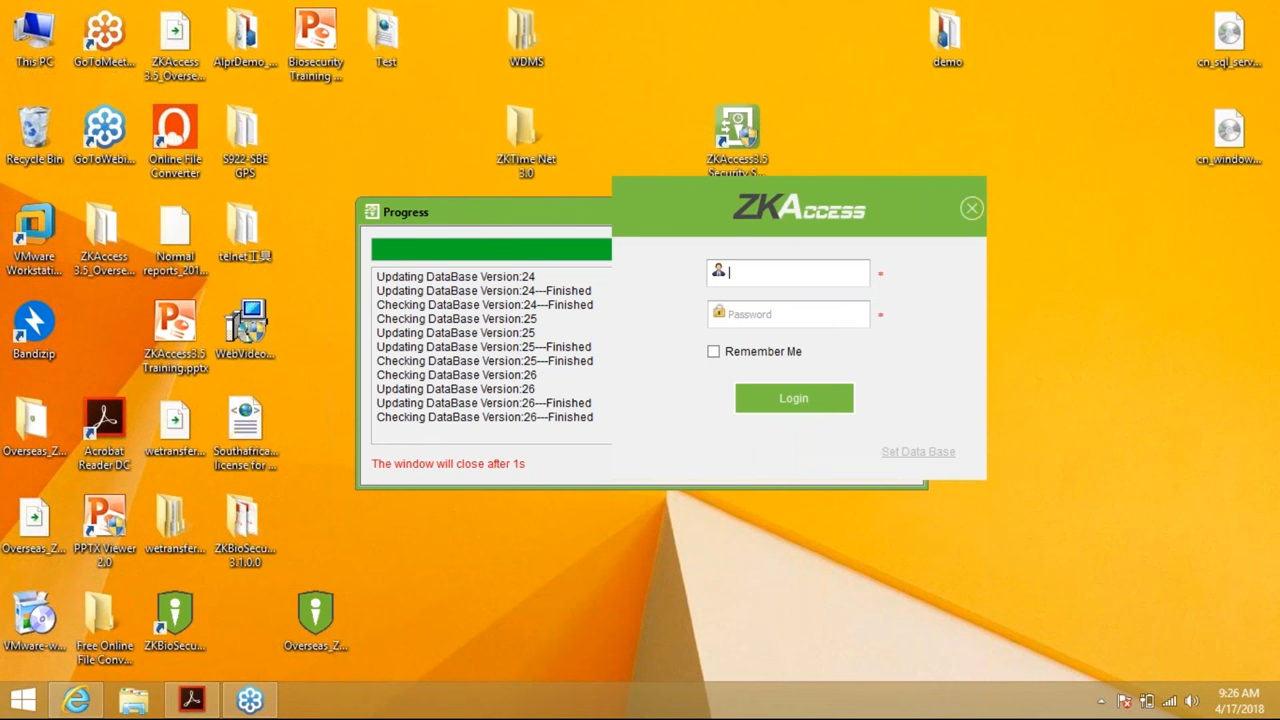 This PC
GoToMeet...
ZKAccess
3.5_Overse...
AlprDemo_...
Biosecurity
Training ...
Test
WDMS
demo
cn_sql_serv...
Recycle Bin
GoToWebi...
Online File
Converter
S922-SBE
GPS
ZKTime Net
3.0
ZKAccess3.5
Security S...
cn_window...
VMware
Workstati...
ZKAccess
3.5_Overse...
Normal
reports_201...
telnet工具
Bandizip
ZKAccess3.5
Training.pptx
WebVideo...
Overseas_Z...
Acrobat
Reader DC
wetransfer...
Southafrica...
license for ...
Overseas_Z...
PPTX Viewer
2.0
wetransfer...
ZKBioSecu...
3.1.0.0
VMware-w...
Free Online
File Conv...
ZKBioSecu...
Overseas_Z...
Progress
Updating DataBase Version:24
Updating DataBase Version:24---Finished
Checking DataBase Version:24---Finished
Checking DataBase Version:25
Updating DataBase Version:25
Updating DataBase Version:25---Finished
Checking DataBase Version:25---Finished
Checking DataBase Version:26
Updating DataBase Version:26
Updating DataBase Version:26---Finished
Checking DataBase Version:26---Finished
The window will close after 1s
ZKAccess
*
Password
*
Remember Me
Login
Set Data Base
9:26 AM
4/17/2018